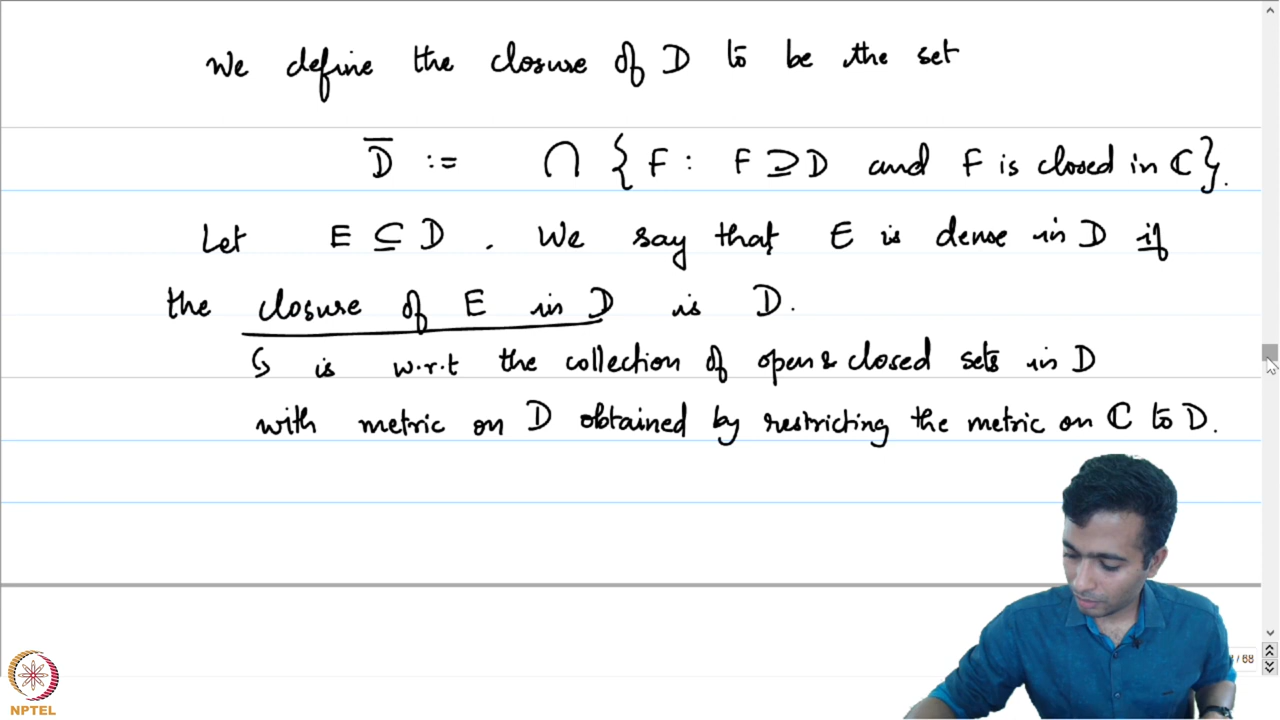 We define the closure of D to be the set
D̅ := ∩ { F : F ⊇ D and F is closed in ℂ }.
Let E ⊆ D . We say that E is dense in D if
the closure of E in D is D.
is w.r.t the collection of open & closed sets in D
with metric on D obtained by restricting the metric on ℂ to D.
/ 68
NPTEL